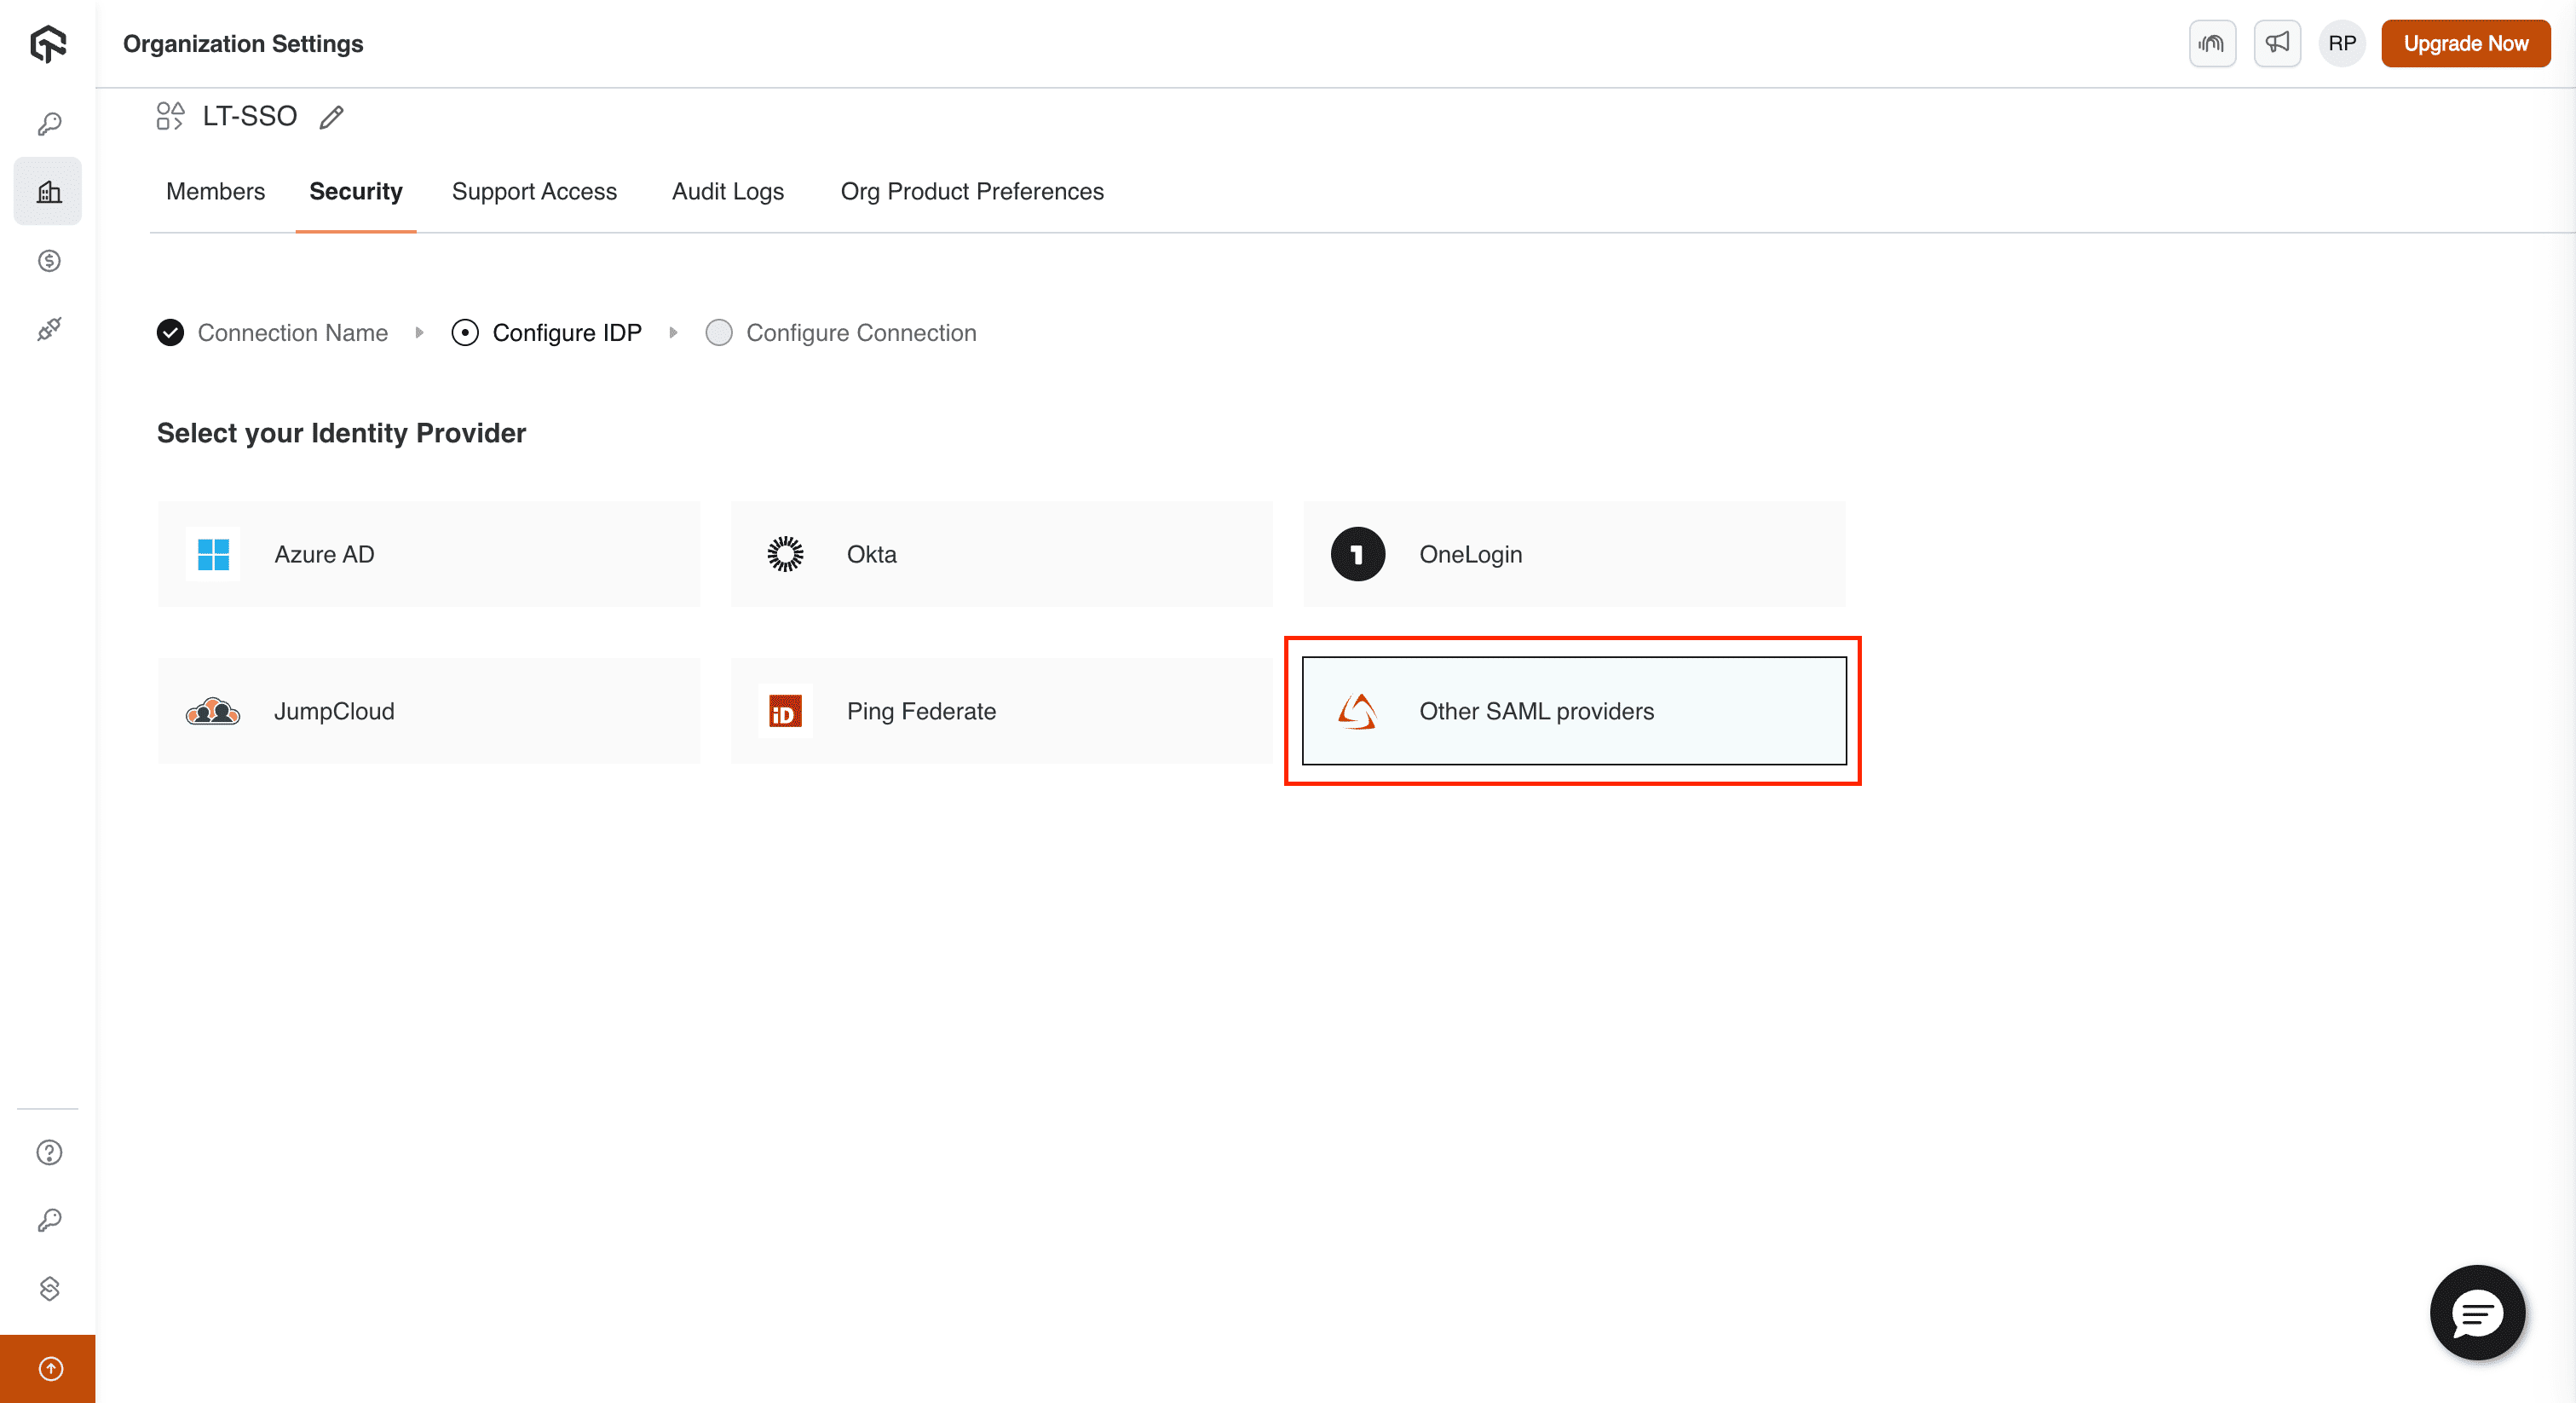 Organization Settings
RP
Upgrade Now
LT-SSO
Members Security Support Access Audit Logs Org Product Preferences
Connection Name Configure IDP Configure Connection
Select your Identity Provider
Azure AD Okta 1 OneLogin
JumpCloud iD Ping Federate Other SAML providers